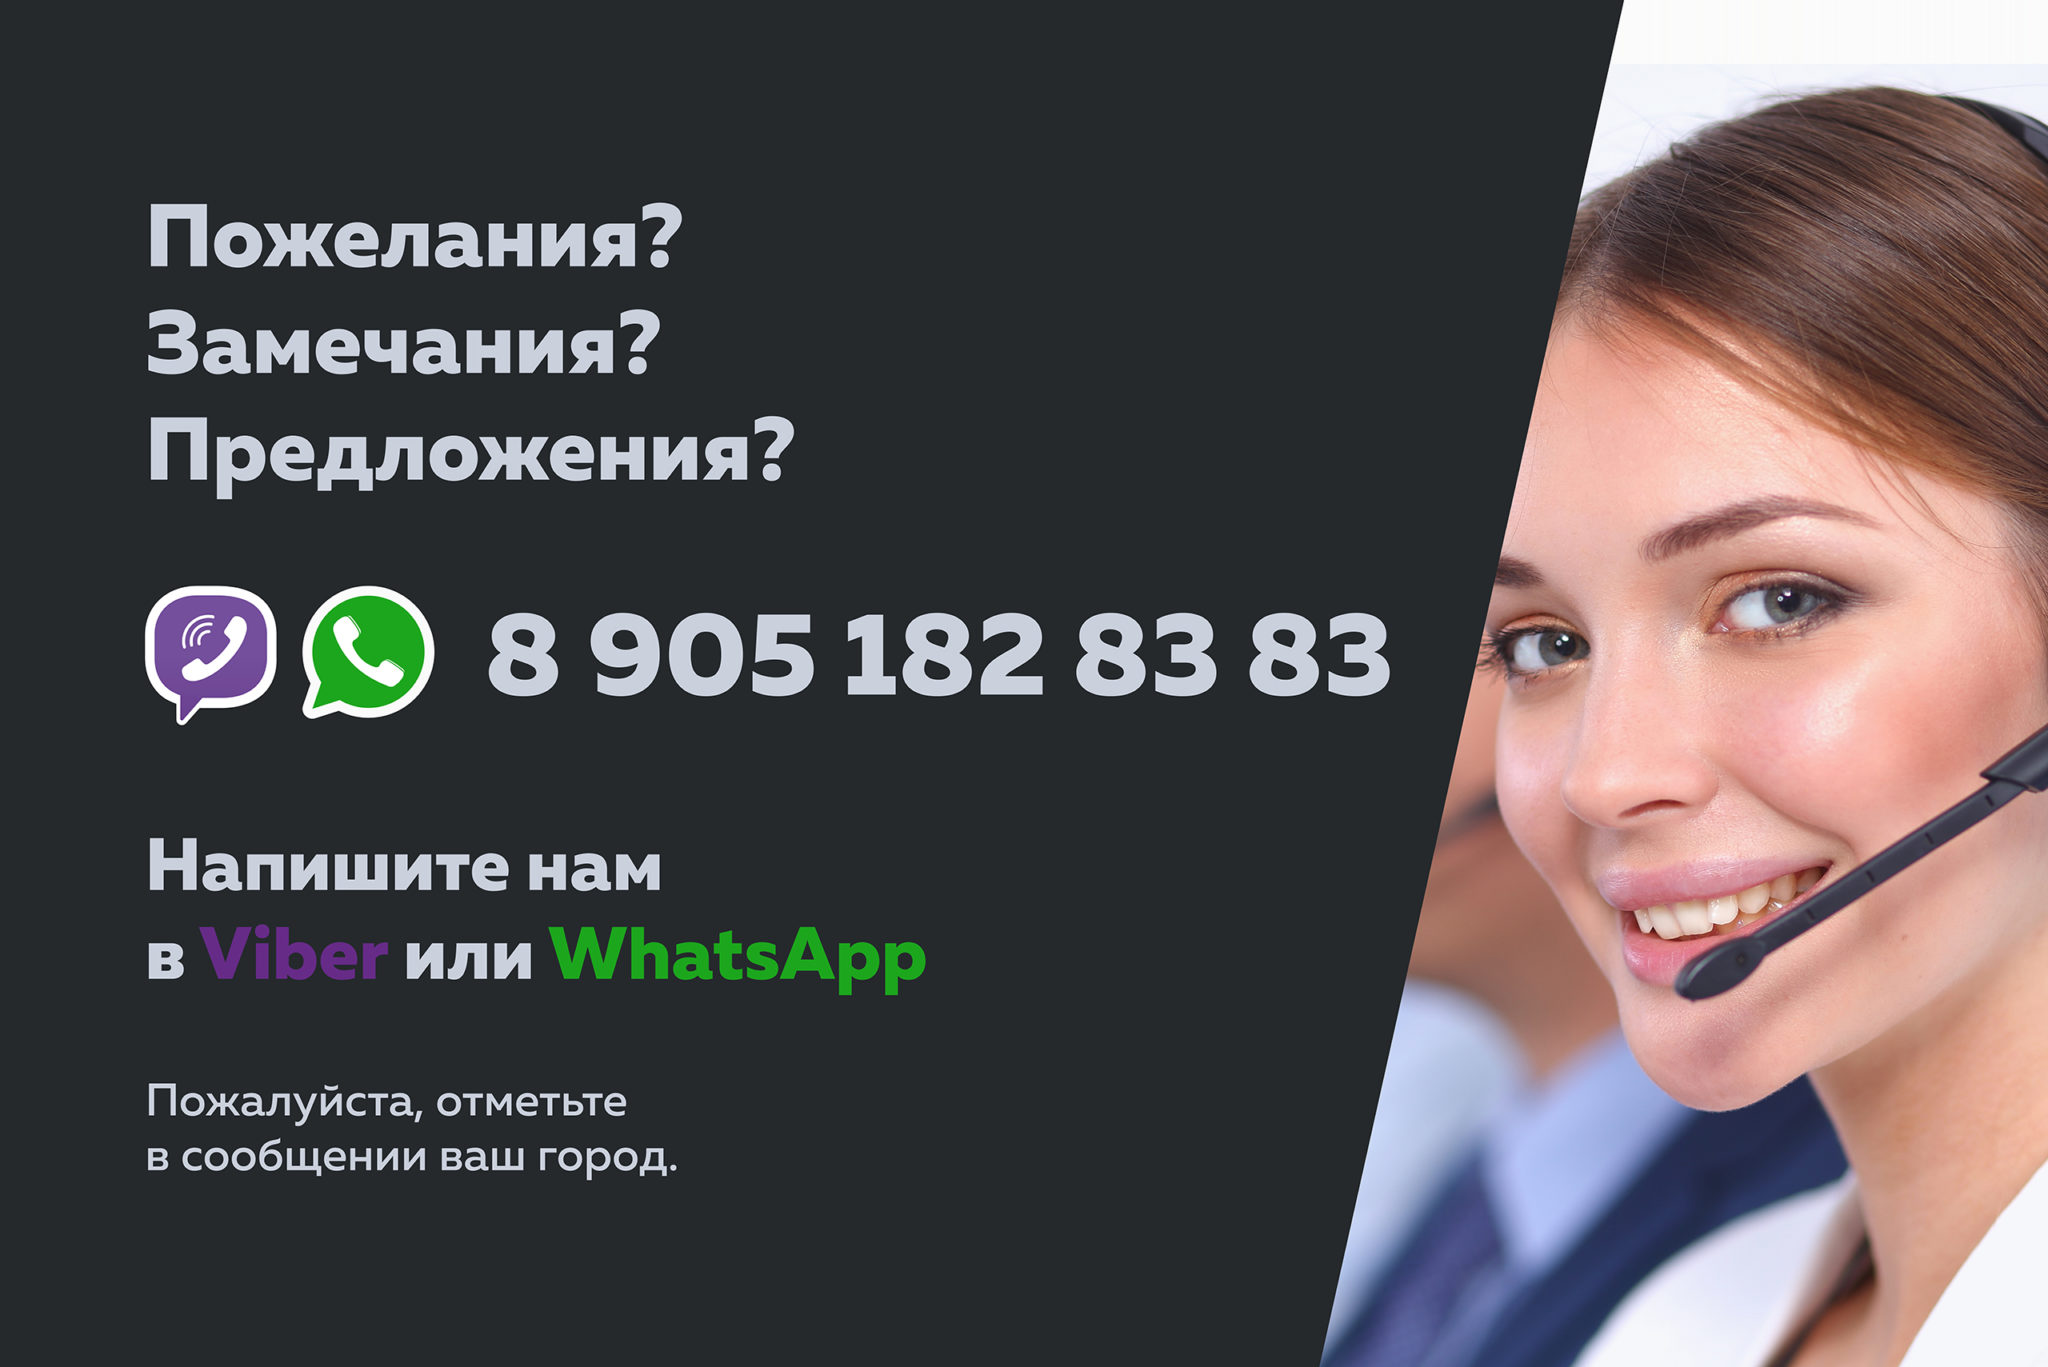 Пожелания?
Замечания?
Предложения?
8 905 182 83 83
Напишите нам
в Viber или WhatsApp
Пожалуйста, отметьте
в сообщении ваш город.